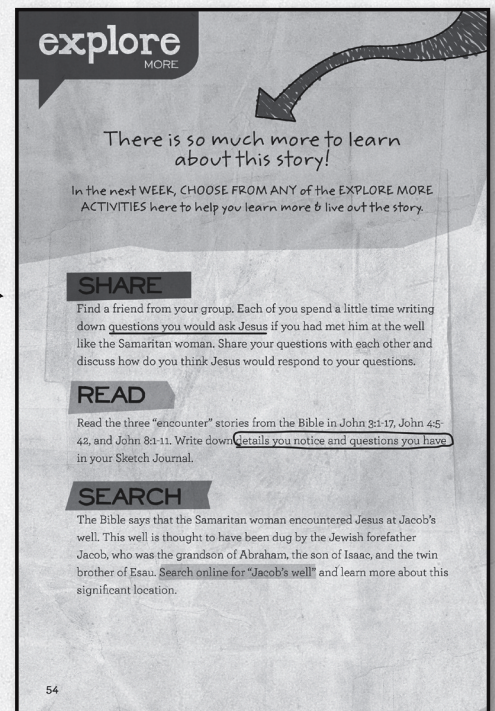 explore
MORE
There is so much more to learn
about this story!
In the next WEEK, CHOOSE FROM ANY of the EXPLORE MORE
ACTIVITIES here to help you learn more & live out the story.
SHARE
Find a friend from your group. Each of you spend a little time writing
down questions you would ask Jesus if you had met him at the well
like the Samaritan woman. Share your questions with each other and
discuss how do you think Jesus would respond to your questions.
READ
Read the three “encounter” stories from the Bible in John 3:1-17, John 4:5-
42, and John 8:1-11. Write down details you notice and questions you have
in your Sketch Journal.
SEARCH
The Bible says that the Samaritan woman encountered Jesus at Jacob’s
well. This well is thought to have been dug by the Jewish forefather
Jacob, who was the grandson of Abraham, the son of Isaac, and the twin
brother of Esau. Search online for “Jacob’s well” and learn more about this
significant location.
54